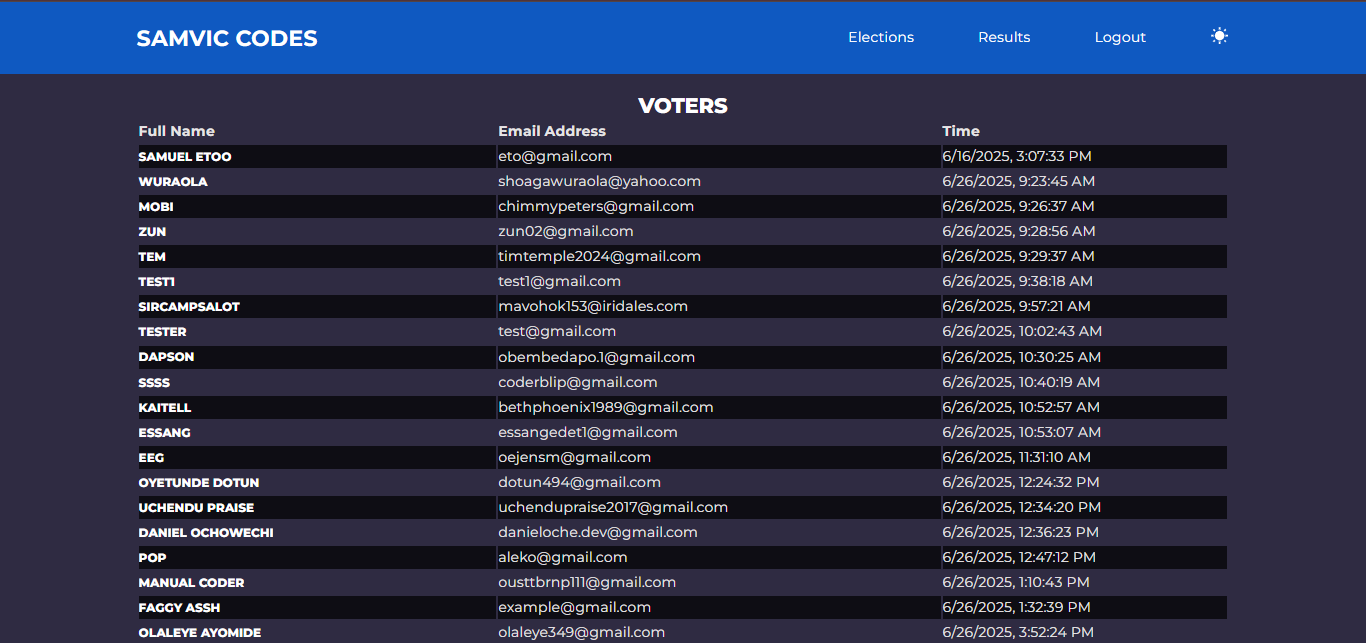 SAMVIC CODES Elections Results Logout
VOTERS
Full Name Email Address Time
SAMUEL ETOO eto@gmail.com 6/16/2025, 3:07:33 PM
WURAOLA shoagawuraola@yahoo.com 6/26/2025, 9:23:45 AM
MOBI chimmypeters@gmail.com 6/26/2025, 9:26:37 AM
ZUN zun02@gmail.com 6/26/2025, 9:28:56 AM
TEM timtemple2024@gmail.com 6/26/2025, 9:29:37 AM
TEST1 test1@gmail.com 6/26/2025, 9:38:18 AM
SIRCAMPSALOT mavohok153@iridales.com 6/26/2025, 9:57:21 AM
TESTER test@gmail.com 6/26/2025, 10:02:43 AM
DAPSON obembedapo.1@gmail.com 6/26/2025, 10:30:25 AM
SSSS coderblip@gmail.com 6/26/2025, 10:40:19 AM
KAITELL bethphoenix1989@gmail.com 6/26/2025, 10:52:57 AM
ESSANG essangedet1@gmail.com 6/26/2025, 10:53:07 AM
EEG oejensm@gmail.com 6/26/2025, 11:31:10 AM
OYETUNDE DOTUN dotun494@gmail.com 6/26/2025, 12:24:32 PM
UCHENDU PRAISE uchendupraise2017@gmail.com 6/26/2025, 12:34:20 PM
DANIEL OCHOWECHI danieloche.dev@gmail.com 6/26/2025, 12:36:23 PM
POP aleko@gmail.com 6/26/2025, 12:47:12 PM
MANUAL CODER ousttbrnp111@gmail.com 6/26/2025, 1:10:43 PM
FAGGY ASSH example@gmail.com 6/26/2025, 1:32:39 PM
OLALEYE AYOMIDE olaleye349@gmail.com 6/26/2025, 3:52:24 PM